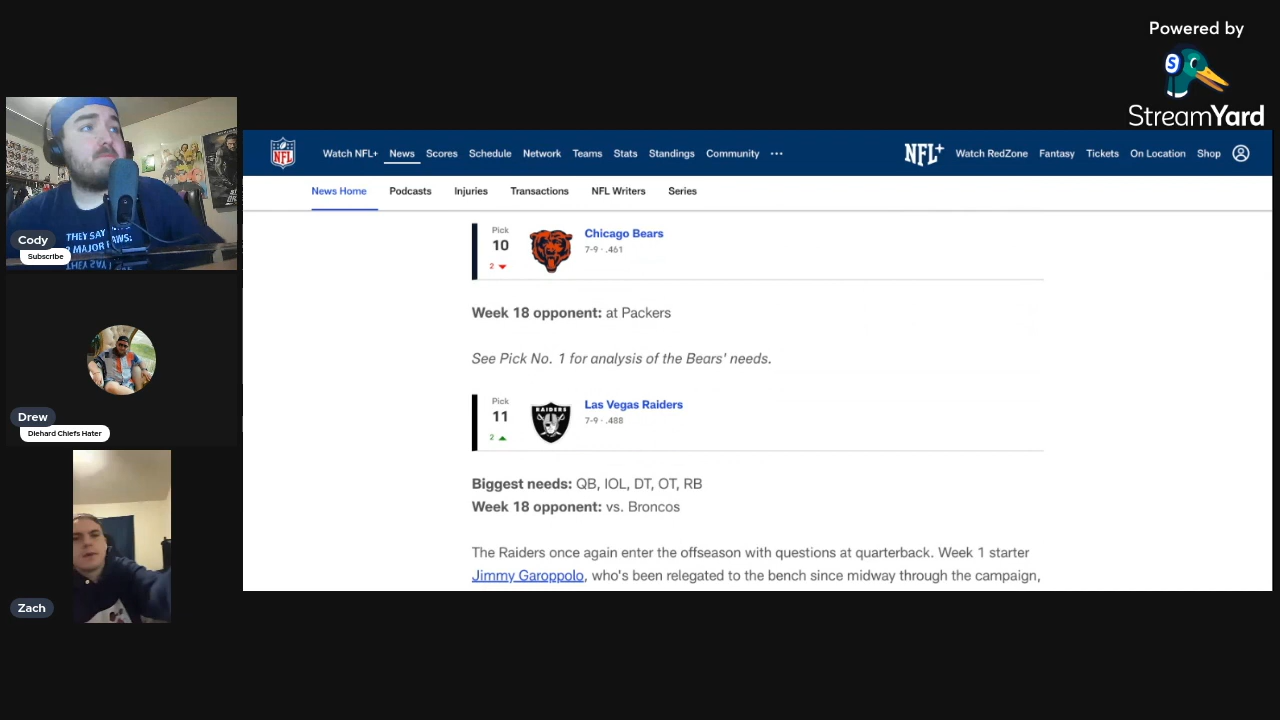 Powered by
S
StreamYard
NFL
Watch NFL+ News Scores Schedule Network Teams Stats Standings Community •••
NFL+ Watch RedZone Fantasy Tickets On Location Shop
News Home Podcasts Injuries Transactions NFL Writers Series
Pick
10
2
Chicago Bears
7-9 · .461
Week 18 opponent: at Packers
See Pick No. 1 for analysis of the Bears' needs.
Pick
11
2
RAIDERS
Las Vegas Raiders
7-9 · .488
Biggest needs: QB, IOL, DT, OT, RB
Week 18 opponent: vs. Broncos
The Raiders once again enter the offseason with questions at quarterback. Week 1 starter
Jimmy Garoppolo, who's been relegated to the bench since midway through the campaign,
THEY SAY
MAJOR
Cody
Subscribe
Drew
Diehard Chiefs Hater
Zach